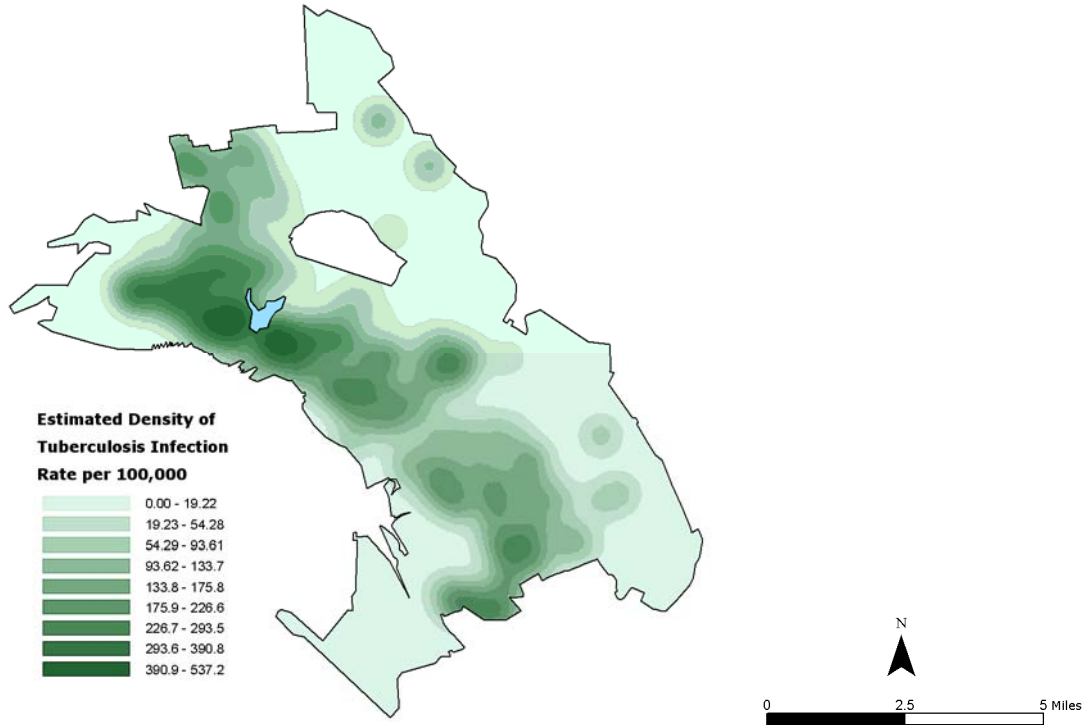 Estimated Density of
Tuberculosis Infection
Rate per 100,000
0.00 - 19.22
19.23 - 54.28
54.29 - 93.61
93.62 - 133.7
133.8 - 175.8
175.9 - 226.6
226.7 - 293.5
293.6 - 390.8
390.9 - 537.2
N
0 2.5 5 Miles